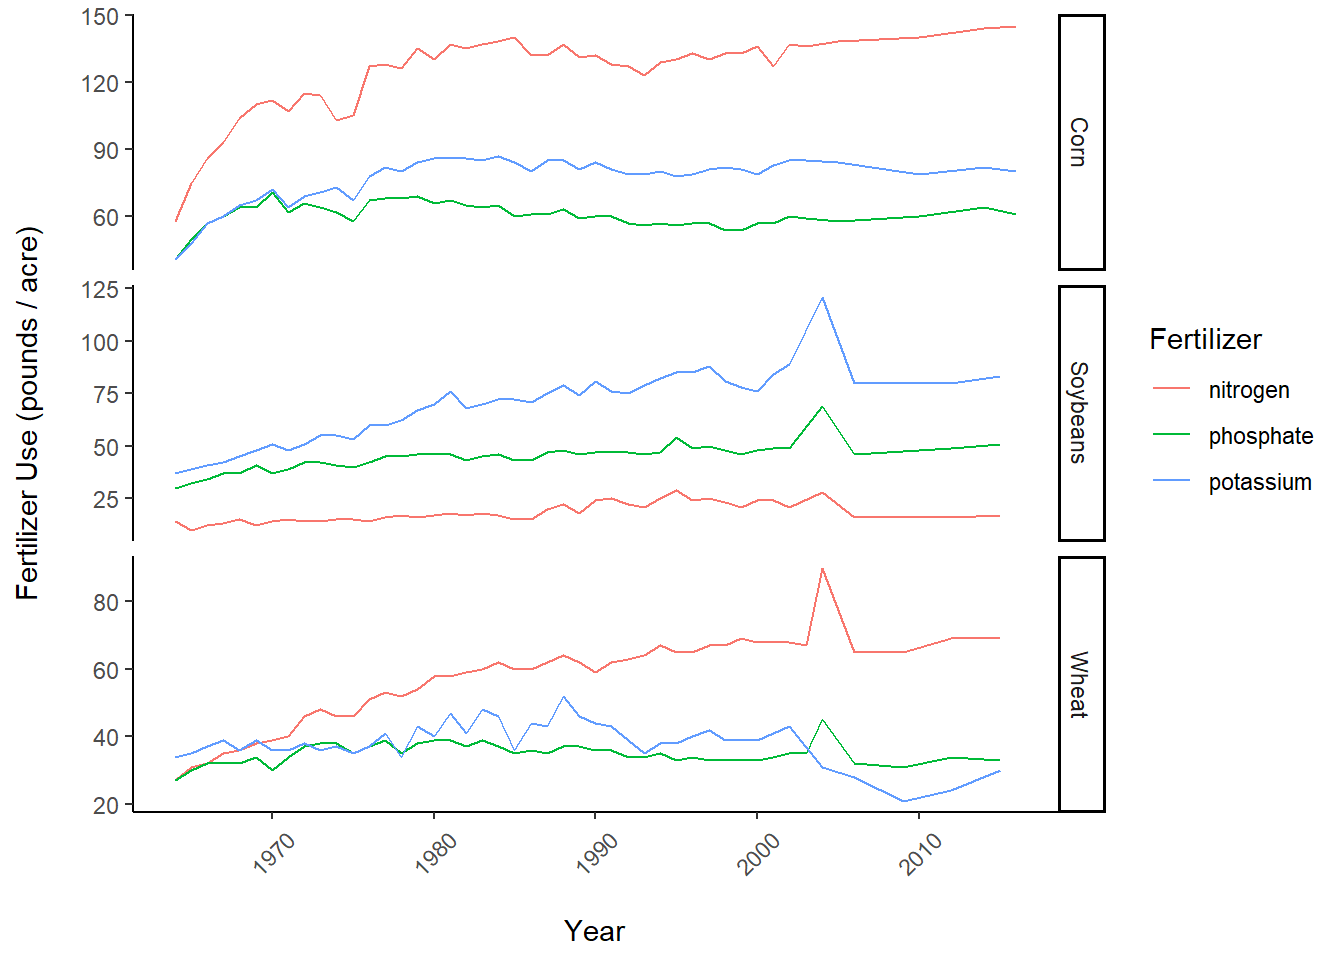 Fertilizer Use (pounds / acre)
150
120
90
60
Corn
125
100
75
50
25
Soybeans
80
60
40
20
Wheat
1970
1980
1990
2000
2010
Year
Fertilizer
nitrogen
phosphate
potassium